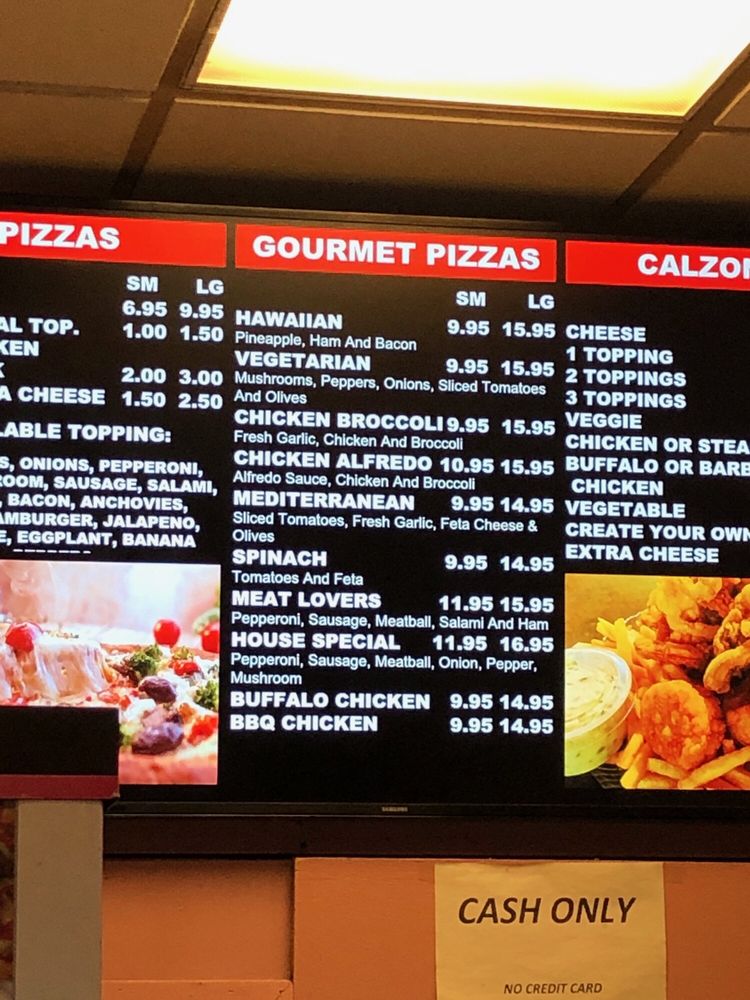 PIZZAS
SM LG
6.95 9.95
AL TOP. 1.00 1.50
KEN
2.00 3.00
A CHEESE 1.50 2.50
LABLE TOPPING:
S, ONIONS, PEPPERONI,
ROOM, SAUSAGE, SALAMI,
, BACON, ANCHOVIES,
AMBURGER, JALAPENO,
E, EGGPLANT, BANANA
GOURMET PIZZAS
SM LG
HAWAIIAN 9.95 15.95
Pineapple, Ham And Bacon
VEGETARIAN 9.95 15.95
Mushrooms, Peppers, Onions, Sliced Tomatoes
And Olives
CHICKEN BROCCOLI 9.95 15.95
Fresh Garlic, Chicken And Broccoli
CHICKEN ALFREDO 10.95 15.95
Alfredo Sauce, Chicken And Broccoli
MEDITERRANEAN 9.95 14.95
Sliced Tomatoes, Fresh Garlic, Feta Cheese &
Olives
SPINACH 9.95 14.95
Tomatoes And Feta
MEAT LOVERS 11.95 15.95
Pepperoni, Sausage, Meatball, Salami And Ham
HOUSE SPECIAL 11.95 16.95
Pepperoni, Sausage, Meatball, Onion, Pepper,
Mushroom
BUFFALO CHICKEN 9.95 14.95
BBQ CHICKEN 9.95 14.95
CALZON
CHEESE
1 TOPPING
2 TOPPINGS
3 TOPPINGS
VEGGIE
CHICKEN OR STEA
BUFFALO OR BARB
CHICKEN
VEGETABLE
CREATE YOUR OWN
EXTRA CHEESE
SAMSUNG
CASH ONLY
NO CREDIT CARD